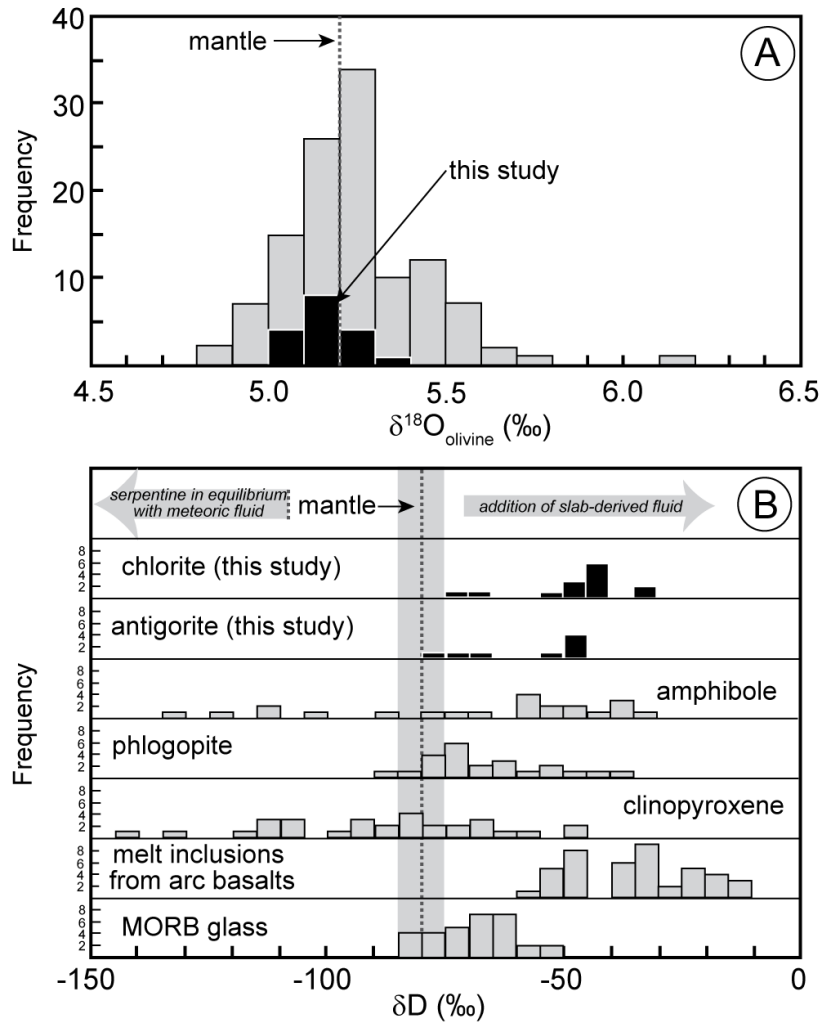 40
30
20
10
Frequency
mantle
A
this study
4.5 5.0 5.5 6.0 6.5
δ¹⁸Oolivine (‰)
serpentine in equilibrium
with meteoric fluid
mantle
addition of slab-derived fluid
B
8
6
4
2
chlorite (this study)
8
6
4
2
antigorite (this study)
8
6
4
2
amphibole
8
6
4
2
phlogopite
8
6
4
2
clinopyroxene
8
6
4
2
melt inclusions
from arc basalts
8
6
4
2
MORB glass
Frequency
-150 -100 -50 0
δD (‰)